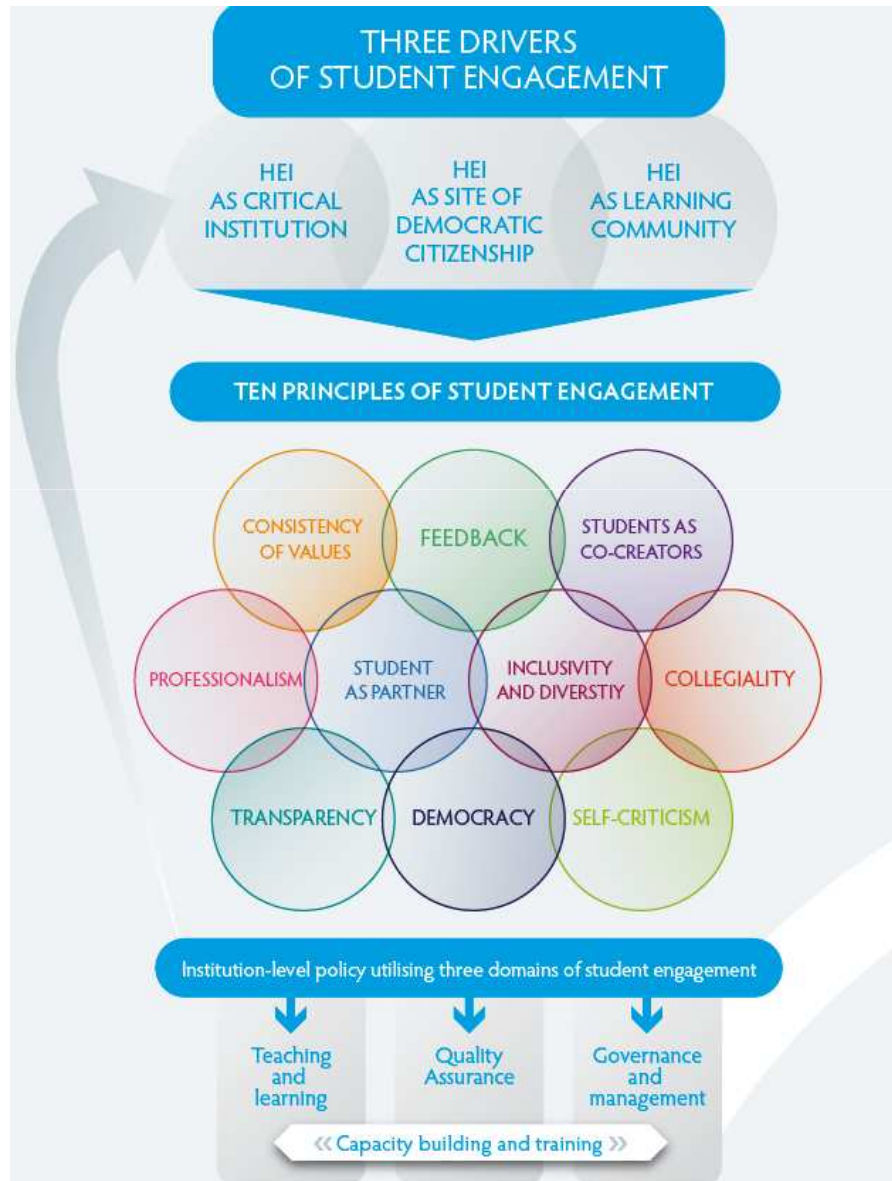 THREE DRIVERS
OF STUDENT ENGAGEMENT
HEI
AS CRITICAL
INSTITUTION
HEI
AS SITE OF
DEMOCRATIC
CITIZENSHIP
HEI
AS LEARNING
COMMUNITY
TEN PRINCIPLES OF STUDENT ENGAGEMENT
CONSISTENCY
OF VALUES
FEEDBACK
STUDENTS AS
CO-CREATORS
PROFESSIONALISM
STUDENT
AS PARTNER
INCLUSIVITY
AND DIVERSTIY
COLLEGIALITY
TRANSPARENCY
DEMOCRACY
SELF-CRITICISM
Institution-level policy utilising three domains of student engagement
Teaching
and
learning
Quality
Assurance
Governance
and
management
« Capacity building and training »